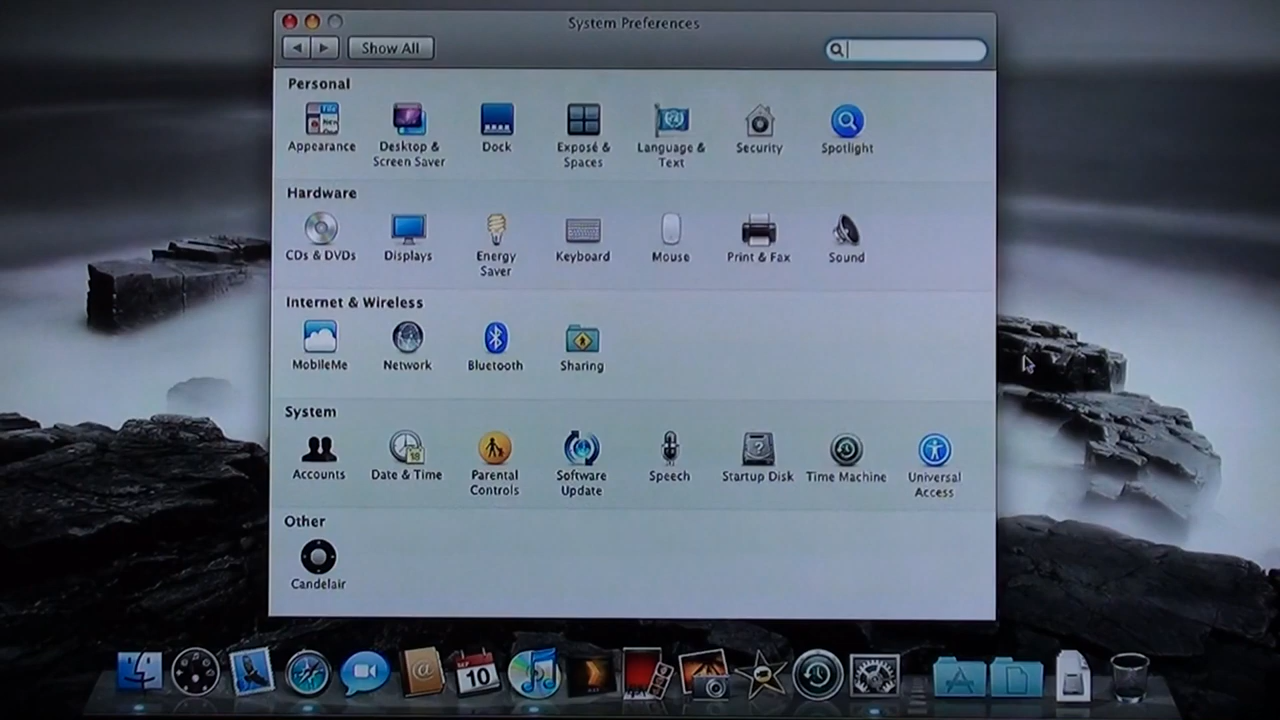 System Preferences
Show All
Personal
Appearance
Desktop &
Screen Saver
Dock
Exposé &
Spaces
Language &
Text
Security
Spotlight
Hardware
CDs & DVDs
Displays
Energy
Saver
Keyboard
Mouse
Print & Fax
Sound
Internet & Wireless
MobileMe
Network
Bluetooth
Sharing
System
Accounts
Date & Time
Parental
Controls
Software
Update
Speech
Startup Disk
Time Machine
Universal
Access
Other
Candelair
SEP
10